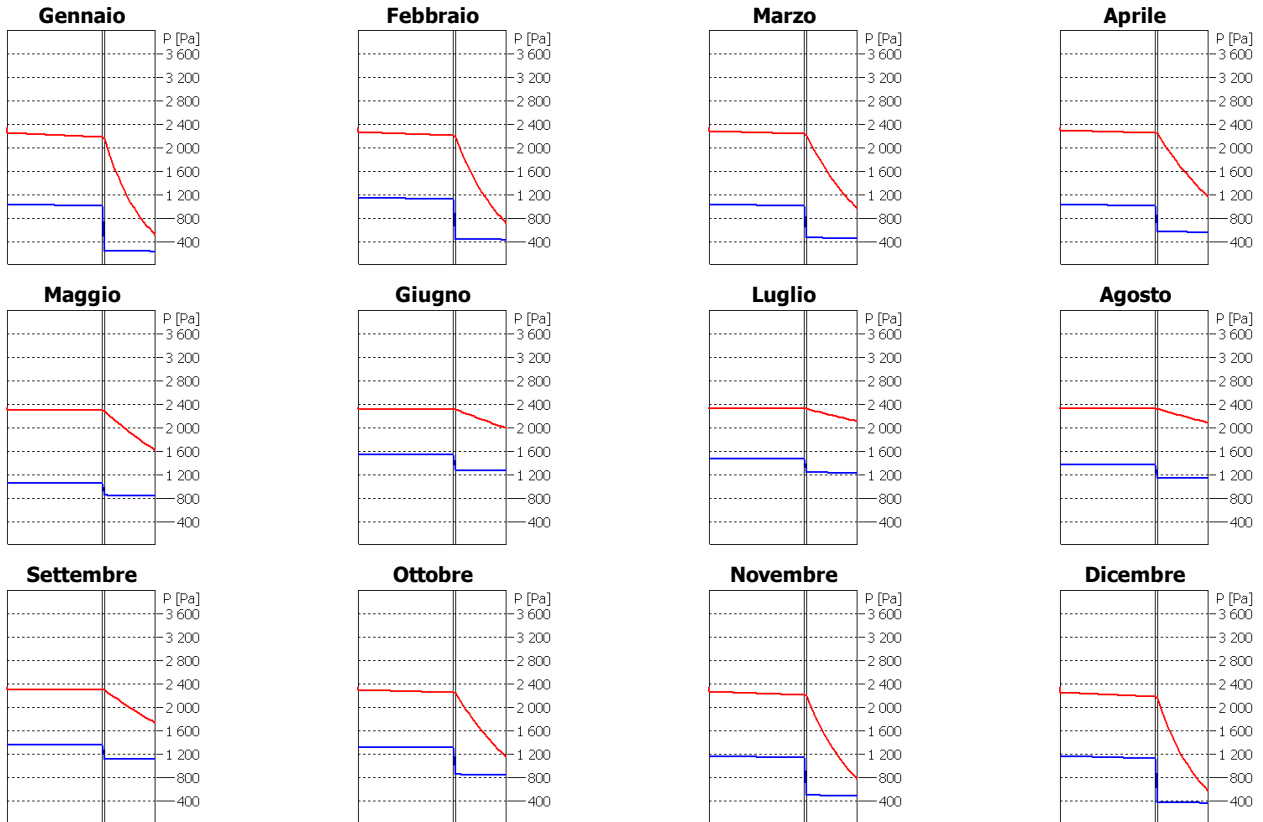 Gennaio Febbraio Marzo Aprile
P [Pa] P [Pa] P [Pa] P [Pa]
3 600 3 600 3 600 3 600
3 200 3 200 3 200 3 200
2 800 2 800 2 800 2 800
2 400 2 400 2 400 2 400
2 000 2 000 2 000 2 000
1 600 1 600 1 600 1 600
1 200 1 200 1 200 1 200
800 800 800 800
400 400 400 400
Maggio Giugno Luglio Agosto
P [Pa] P [Pa] P [Pa] P [Pa]
3 600 3 600 3 600 3 600
3 200 3 200 3 200 3 200
2 800 2 800 2 800 2 800
2 400 2 400 2 400 2 400
2 000 2 000 2 000 2 000
1 600 1 600 1 600 1 600
1 200 1 200 1 200 1 200
800 800 800 800
400 400 400 400
Settembre Ottobre Novembre Dicembre
P [Pa] P [Pa] P [Pa] P [Pa]
3 600 3 600 3 600 3 600
3 200 3 200 3 200 3 200
2 800 2 800 2 800 2 800
2 400 2 400 2 400 2 400
2 000 2 000 2 000 2 000
1 600 1 600 1 600 1 600
1 200 1 200 1 200 1 200
800 800 800 800
400 400 400 400